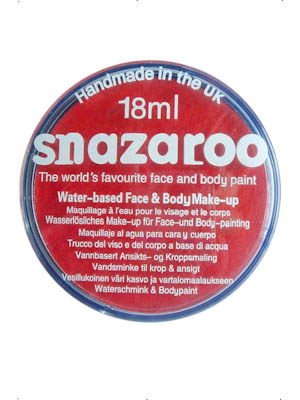 Handmade in the UK
18ml
snazaroo
The world's favourite face and body paint
Water-based Face & Body Make-up
Maquillage à l'eau pour le visage et le corps
Wasserlösliches Make-up für Face-und Body-painting
Maquillaje al agua para cara y cuerpo
Trucco del viso e del corpo a base di acqua
Vannbasert Ansikts- og Kroppsmaling
Vandsminke til krop & ansigt
Vesiliukoinen väri kasvo ja vartalomaalaukseen
Waterschmink & Bodypaint